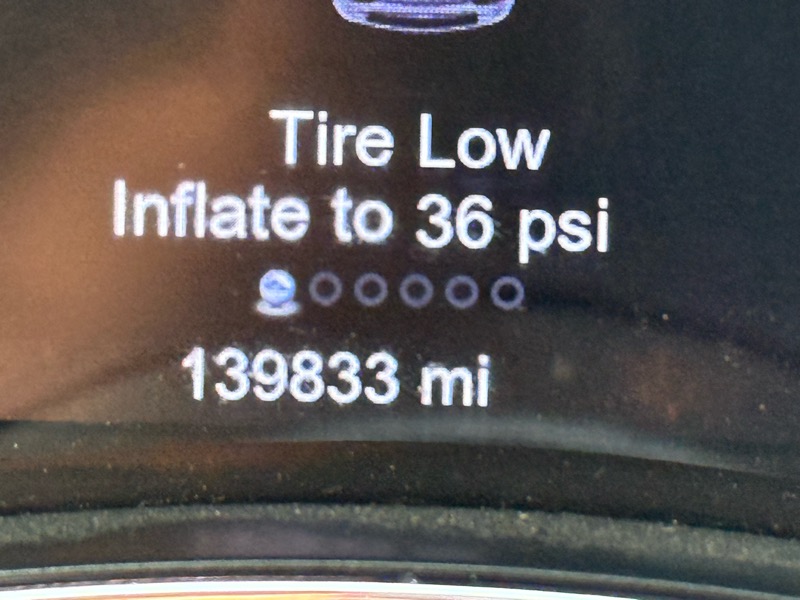 Tire Low
Inflate to 36 psi
139833 mi